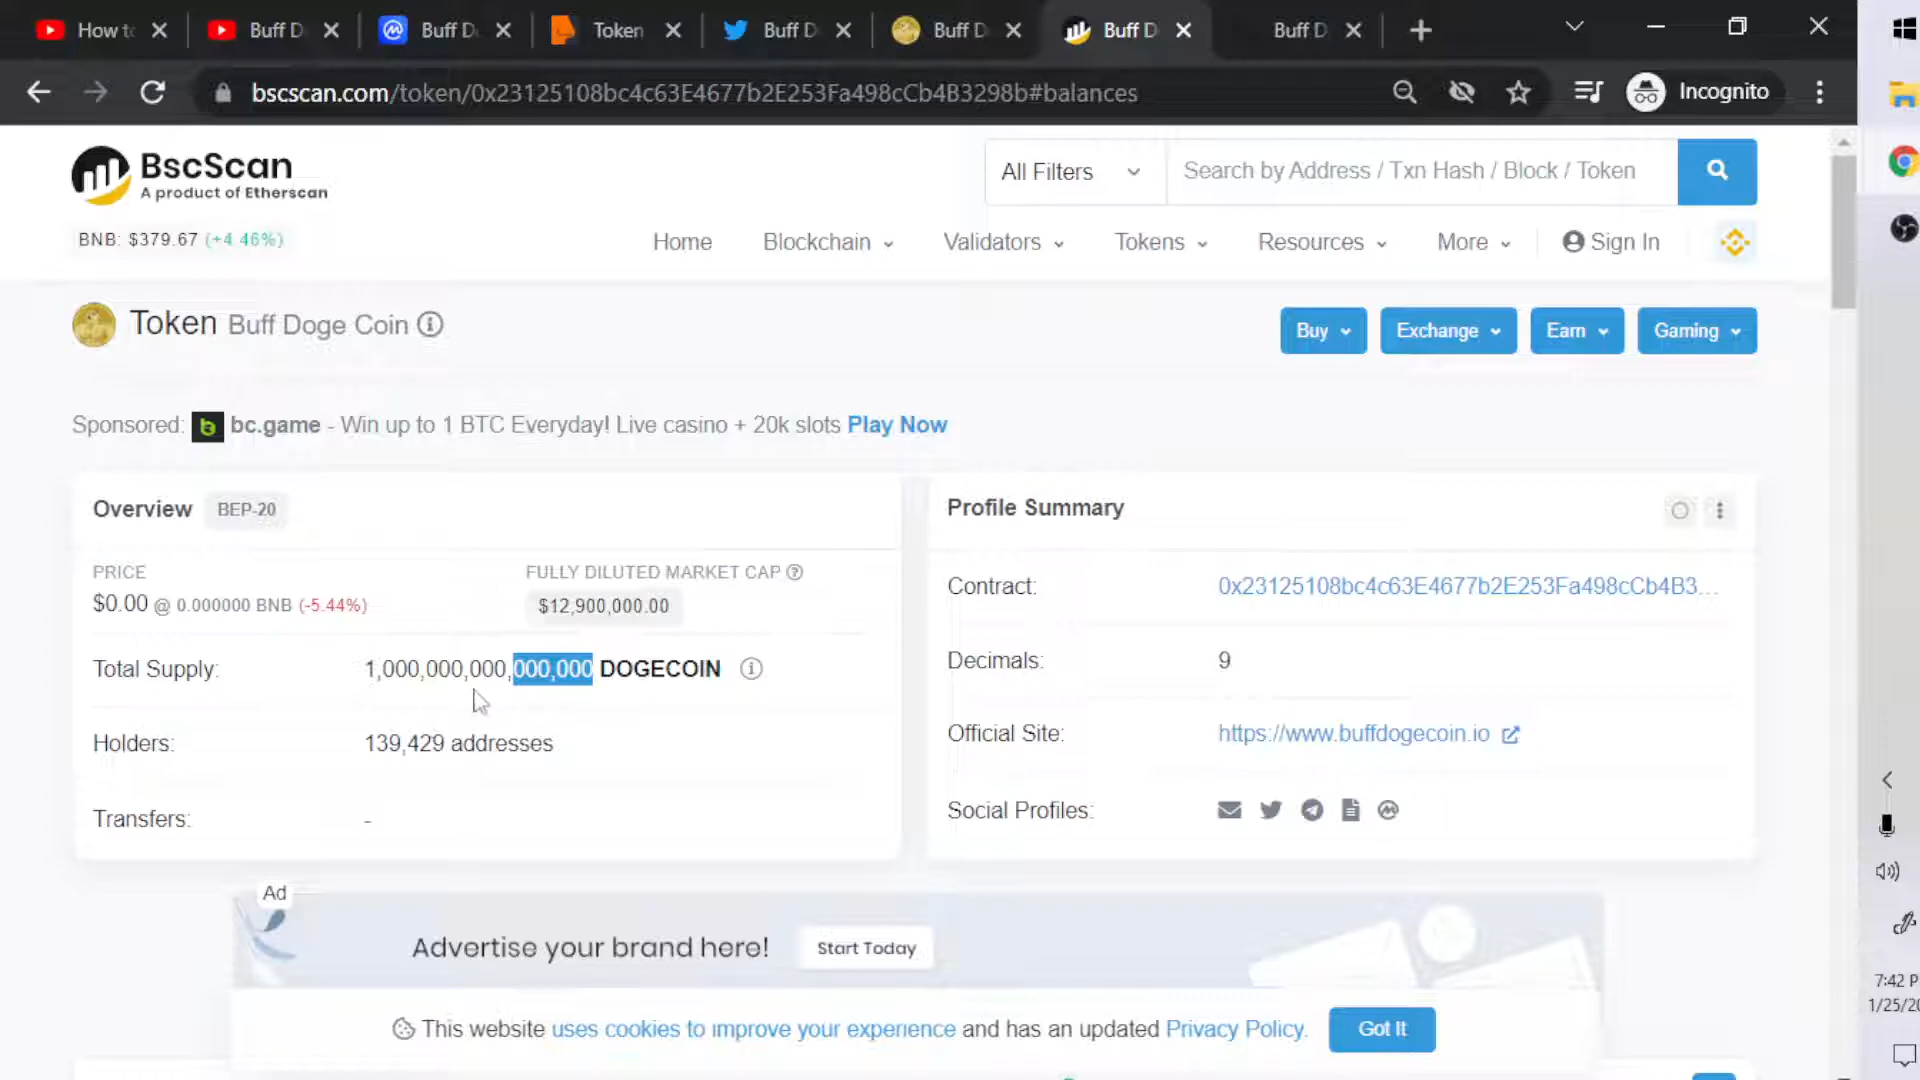 How to
Buff D
Buff D
Token
Buff D
Buff D
Buff D
Buff D
bscscan.com/token/0x23125108bc4c63E4677b2E253Fa498cCb4B3298b#balances
Incognito
BscScan
A product of Etherscan
All Filters
Search by Address / Txn Hash / Block / Token
BNB: $379.67 (+4.46%)
Home
Blockchain
Validators
Tokens
Resources
More
Sign In
Token Buff Doge Coin
Buy
Exchange
Earn
Gaming
Sponsored: bc.game - Win up to 1 BTC Everyday! Live casino + 20k slots Play Now
Overview BEP-20
Profile Summary
PRICE
FULLY DILUTED MARKET CAP
$0.00 @ 0.000000 BNB (-5.44%)
$12,900,000.00
Contract: 0x23125108bc4c63E4677b2E253Fa498cCb4B3...
Total Supply: 1,000,000,000,000,000 DOGECOIN
Decimals: 9
Holders: 139,429 addresses
Official Site: https://www.buffdogecoin.io
Transfers: -
Social Profiles:
Ad
Advertise your brand here!
Start Today
This website uses cookies to improve your experience and has an updated Privacy Policy.
Got It
7:42 P
1/25/20